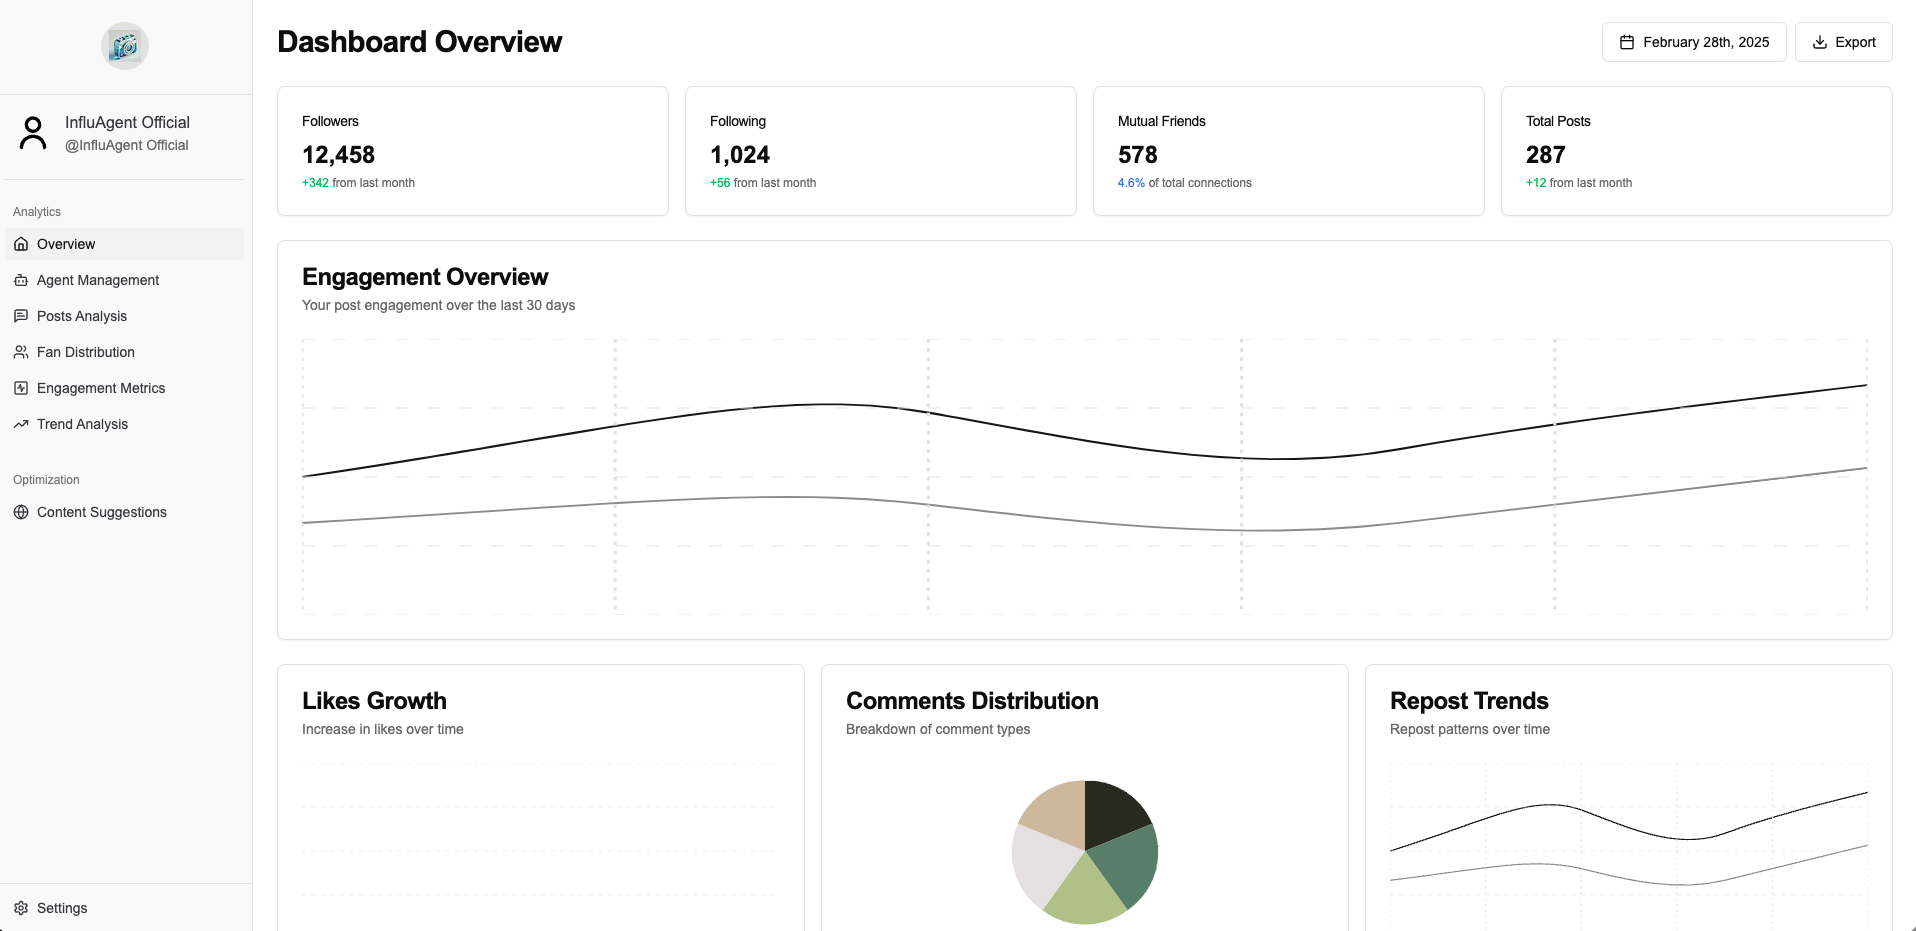 InfluAgent Official
@InfluAgent Official
Analytics
Overview
Agent Management
Posts Analysis
Fan Distribution
Engagement Metrics
Trend Analysis
Optimization
Content Suggestions
Settings
Dashboard Overview
February 28th, 2025
Export
Followers
12,458
+342 from last month
Following
1,024
+56 from last month
Mutual Friends
578
4.6% of total connections
Total Posts
287
+12 from last month
Engagement Overview
Your post engagement over the last 30 days
Likes Growth
Increase in likes over time
Comments Distribution
Breakdown of comment types
Repost Trends
Repost patterns over time